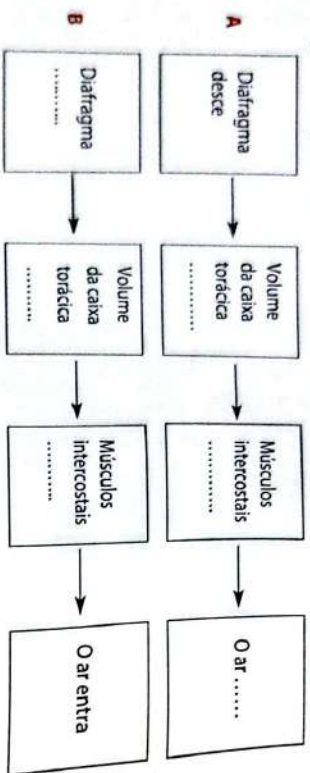 A
Diafragma
desce
Volume
da caixa
torácica
..............
Músculos
intercostais
..............
O ar ......
B
Diafragma
...........
Volume
da caixa
torácica
...........
Músculos
intercostais
...........
O ar entra